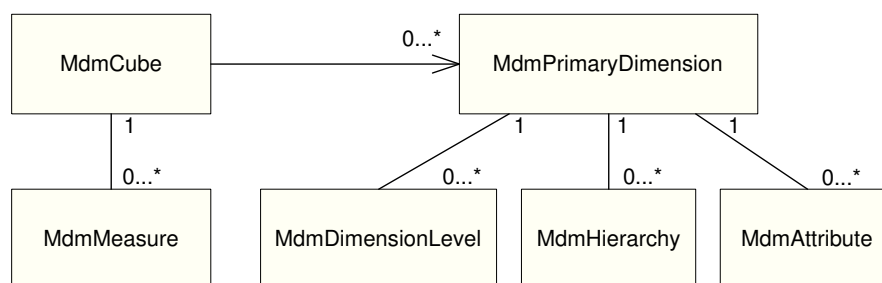 0...*
MdmCube
MdmPrimaryDimension
1
1
1
1
0...*
0...*
0...*
0...*
MdmMeasure
MdmDimensionLevel
MdmHierarchy
MdmAttribute